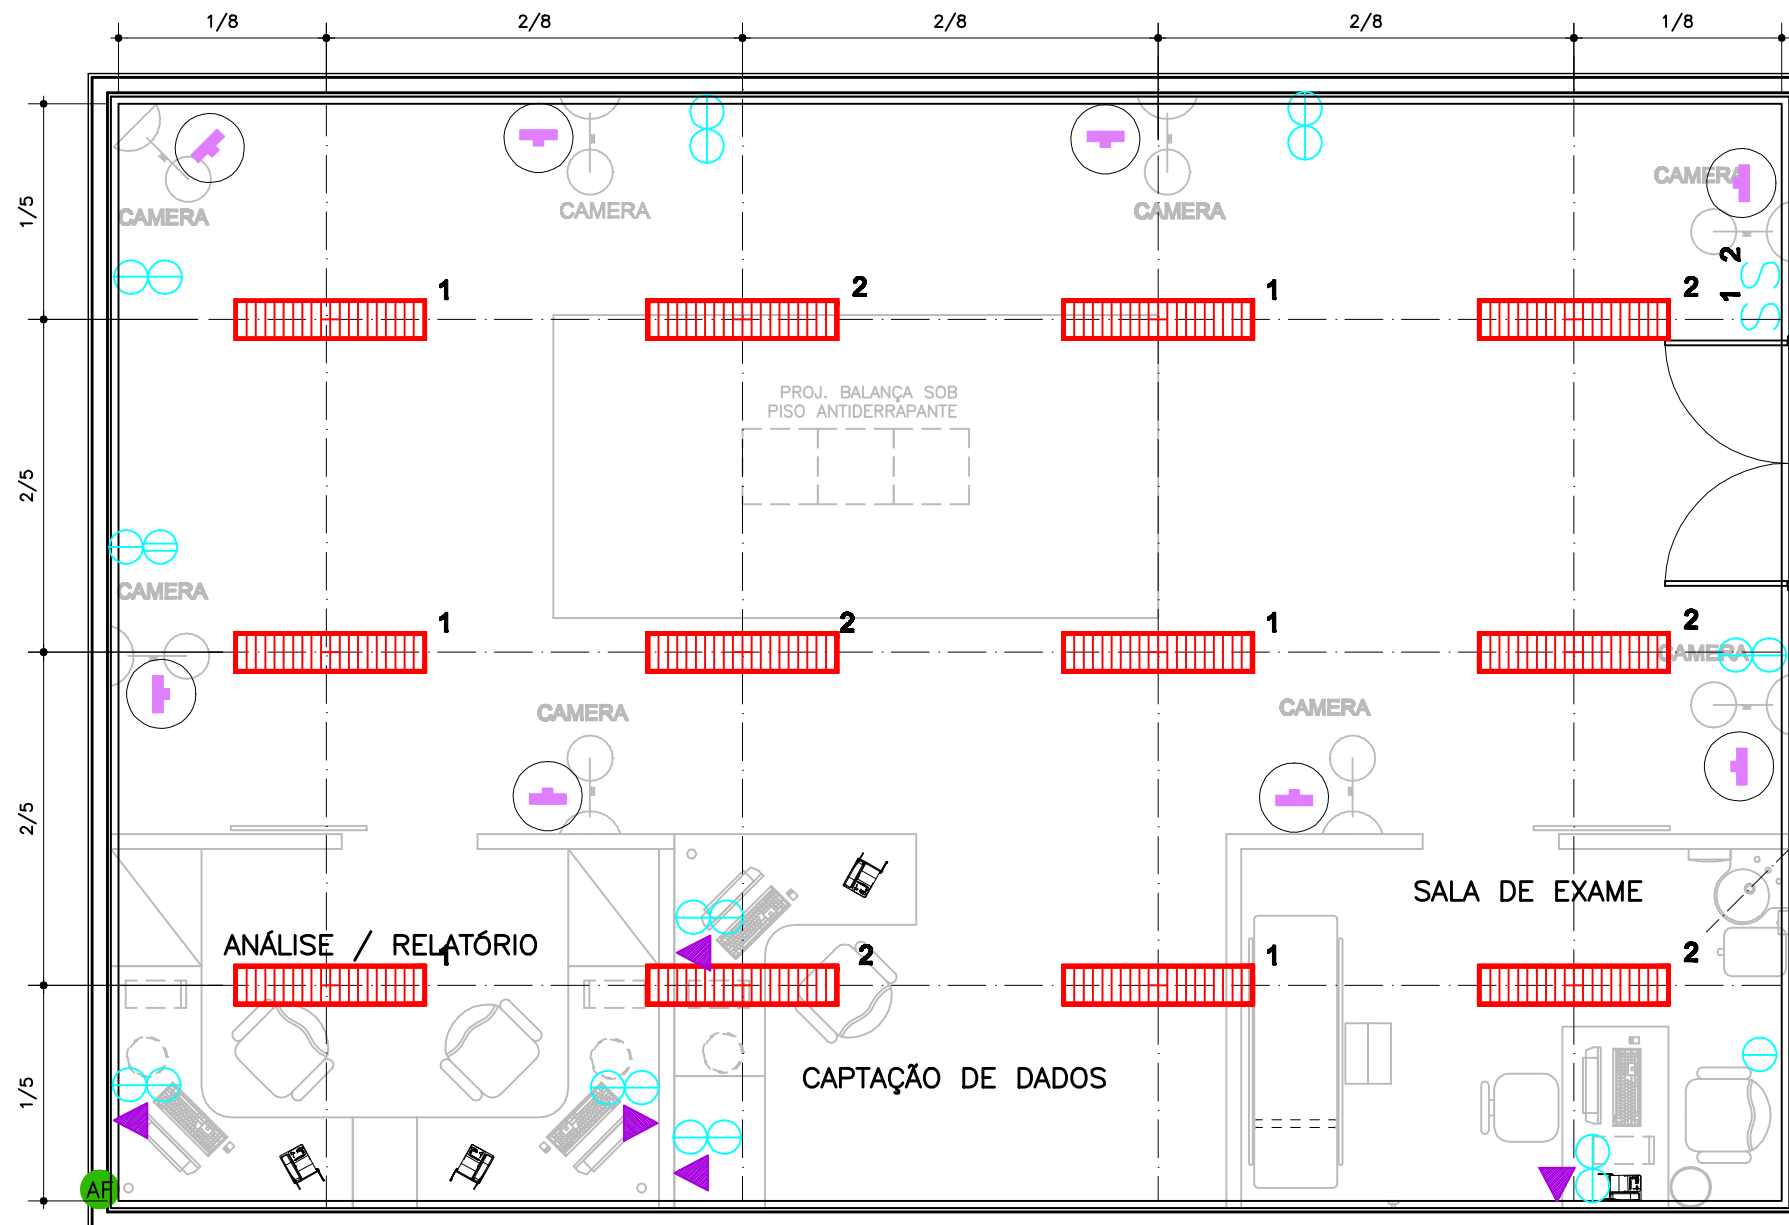 1/8 2/8 2/8 2/8 1/8
1/5
2/5
2/5
1/5
CAMERA
CAMERA
CAMERA
CAMERA
1 2 1 2
1 2
S S
PROJ. BALANÇA SOB
PISO ANTIDERRAPANTE
CAMERA
1 2 1 2
CAMERA
CAMERA
CAMERA
SALA DE EXAME
ANÁLISE / RELATÓRIO
1 2 1 2
CAPTAÇÃO DE DADOS
AF